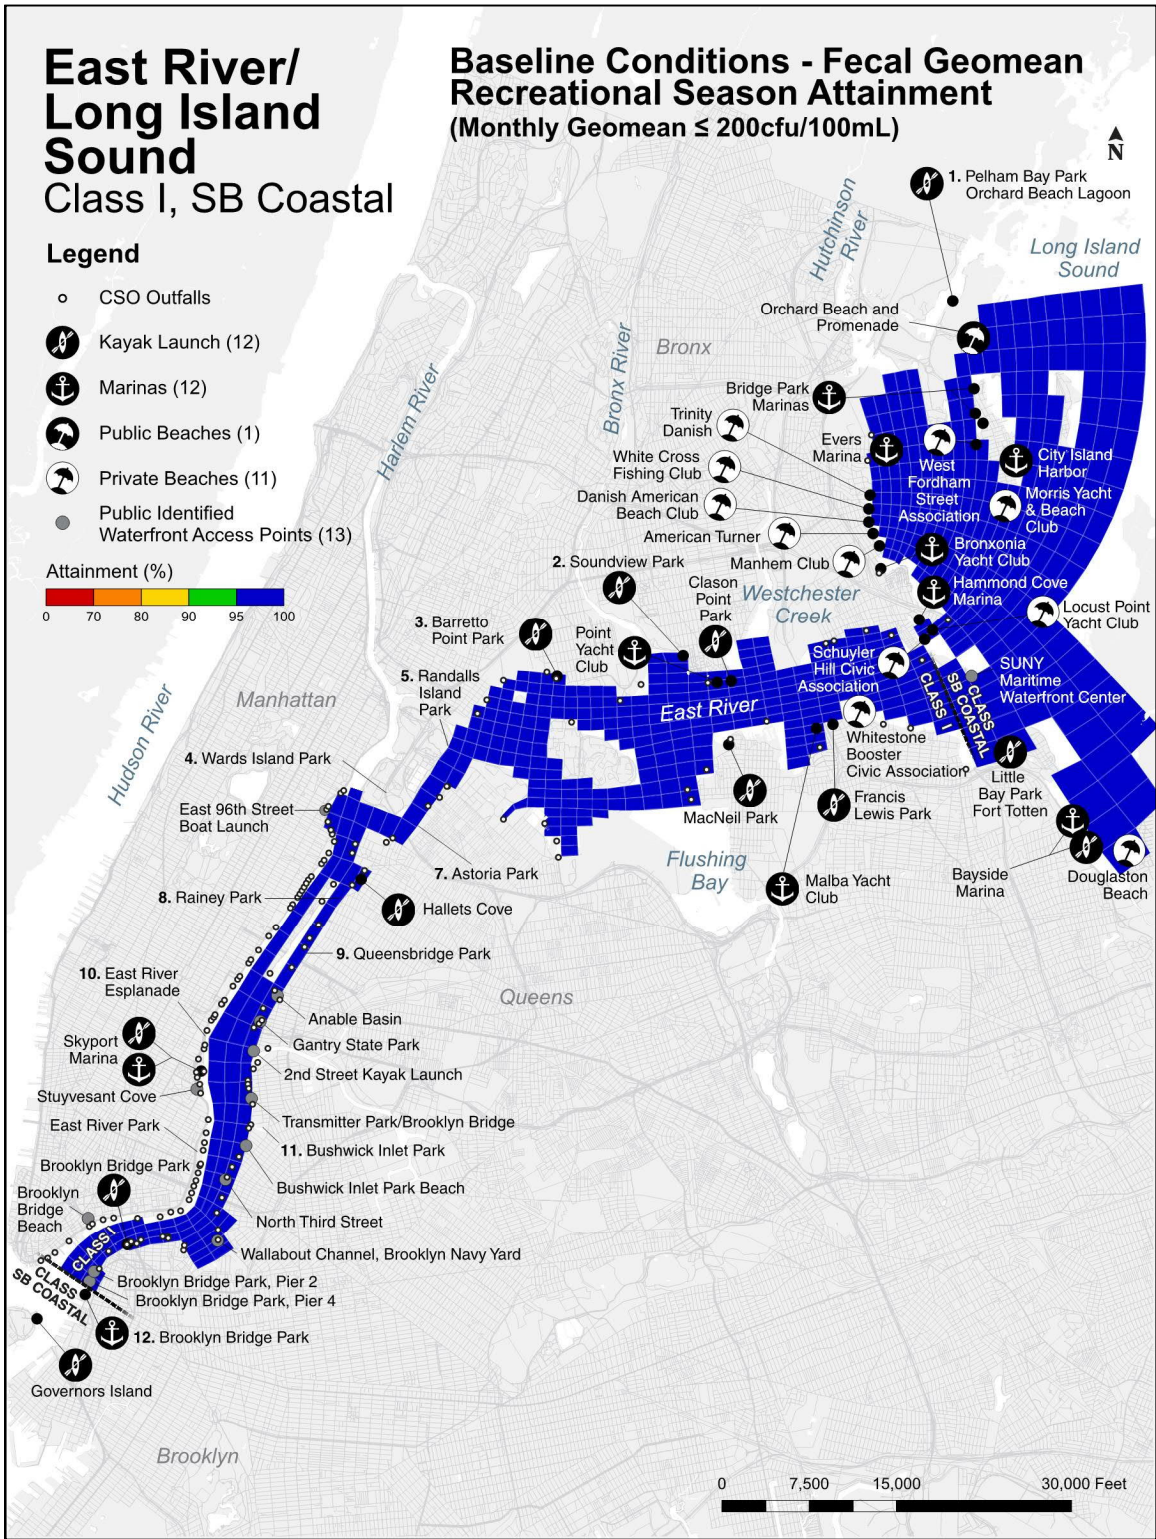 East River/
Long Island
Sound
Class I, SB Coastal
Baseline Conditions - Fecal Geomean
Recreational Season Attainment
(Monthly Geomean ≤ 200cfu/100mL)
N
Legend
CSO Outfalls
Kayak Launch (12)
Marinas (12)
Public Beaches (1)
Private Beaches (11)
Public Identified
Waterfront Access Points (13)
Attainment (%)
0 70 80 90 95 100
1. Pelham Bay Park
Orchard Beach Lagoon
Hutchinson
River
Long Island
Sound
Orchard Beach and
Promenade
Bronx
Bronx River
Harlem River
Bridge Park
Marinas
Trinity
Danish
Evers
Marina
White Cross
Fishing Club
West
Fordham
Street
Association
City Island
Harbor
Danish American
Beach Club
Morris Yacht
& Beach
Club
American Turner
Bronxonia
Yacht Club
2. Soundview Park
Manhem Club
Clason
Point
Park
Westchester
Creek
Hammond Cove
Marina
Locust Point
Yacht Club
3. Barretto
Point Park
Point
Yacht
Club
Schuyler
Hill Civic
Association
SUNY
Maritime
Waterfront Center
5. Randalls
Island
Park
CLASS I
CLASS
SB COASTAL
Manhattan
East River
Hudson River
Whitestone
Booster
Civic Association
4. Wards Island Park
Little
Bay Park
Fort Totten
East 96th Street
Boat Launch
MacNeil Park
Francis
Lewis Park
Flushing
Bay
7. Astoria Park
Malba Yacht
Club
Bayside
Marina
Douglaston
Beach
8. Rainey Park
Hallets Cove
9. Queensbridge Park
10. East River
Esplanade
Queens
Anable Basin
Skyport
Marina
Gantry State Park
2nd Street Kayak Launch
Stuyvesant Cove
Transmitter Park/Brooklyn Bridge
East River Park
11. Bushwick Inlet Park
Brooklyn Bridge Park
Bushwick Inlet Park Beach
Brooklyn
Bridge
Beach
North Third Street
CLASS I
Wallabout Channel, Brooklyn Navy Yard
CLASS
SB COASTAL
Brooklyn Bridge Park, Pier 2
Brooklyn Bridge Park, Pier 4
12. Brooklyn Bridge Park
Governors Island
Brooklyn
0 7,500 15,000 30,000 Feet